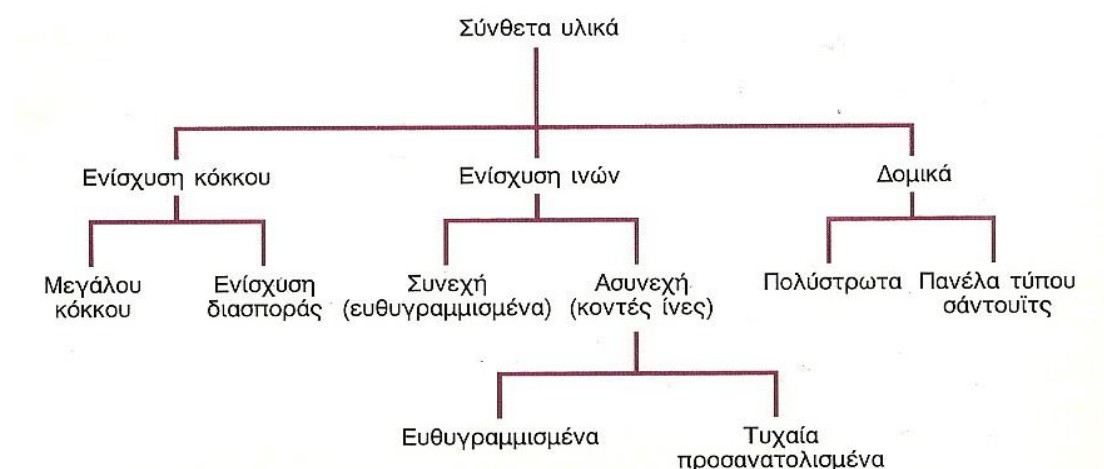 Σύνθετα υλικά
Ενίσχυση κόκκου
Ενίσχυση ινών
Δομικά
Μεγάλου
κόκκου
Ενίσχυση
διασποράς
Συνεχή
(ευθυγραμμισμένα)
Ασυνεχή
(κοντές ίνες)
Πολύστρωτα
Πανέλα τύπου
σάντουϊτς
Ευθυγραμμισμένα
Τυχαία
προσανατολισμένα